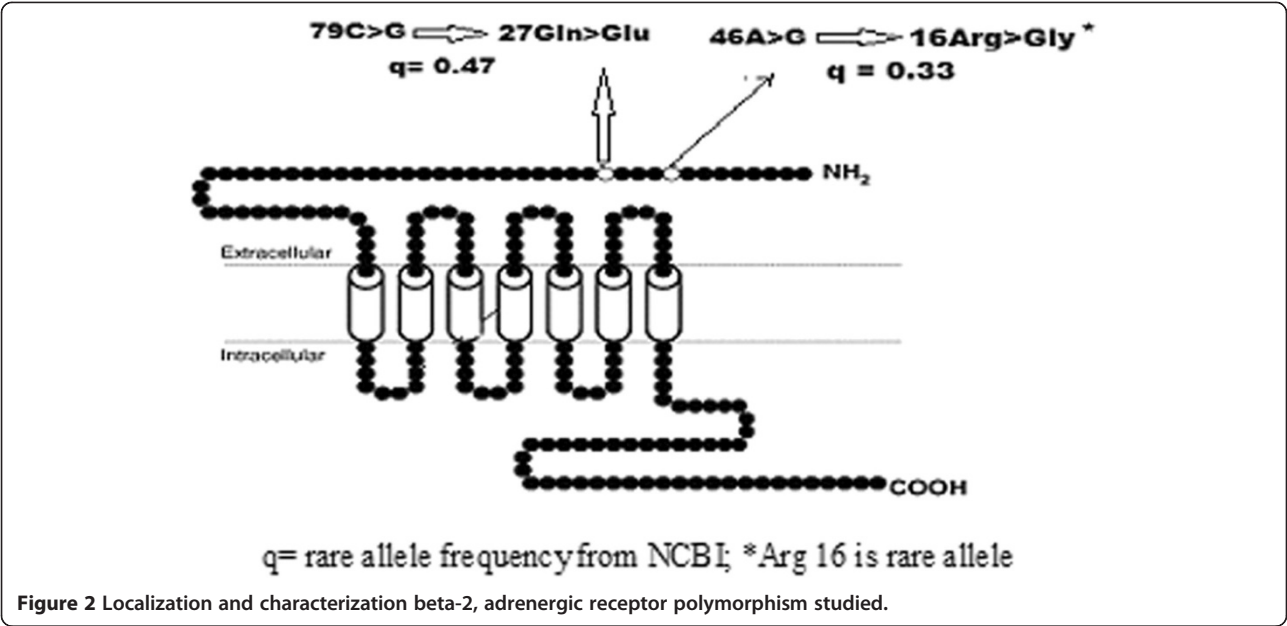 79C>G 27Gln>Glu
q= 0.47
46A>G 16Arg>Gly*
q = 0.33
NH2
Extracellular
Intracellular
COOH
q= rare allele frequency from NCBI; *Arg 16 is rare allele
Figure 2 Localization and characterization beta-2, adrenergic receptor polymorphism studied.